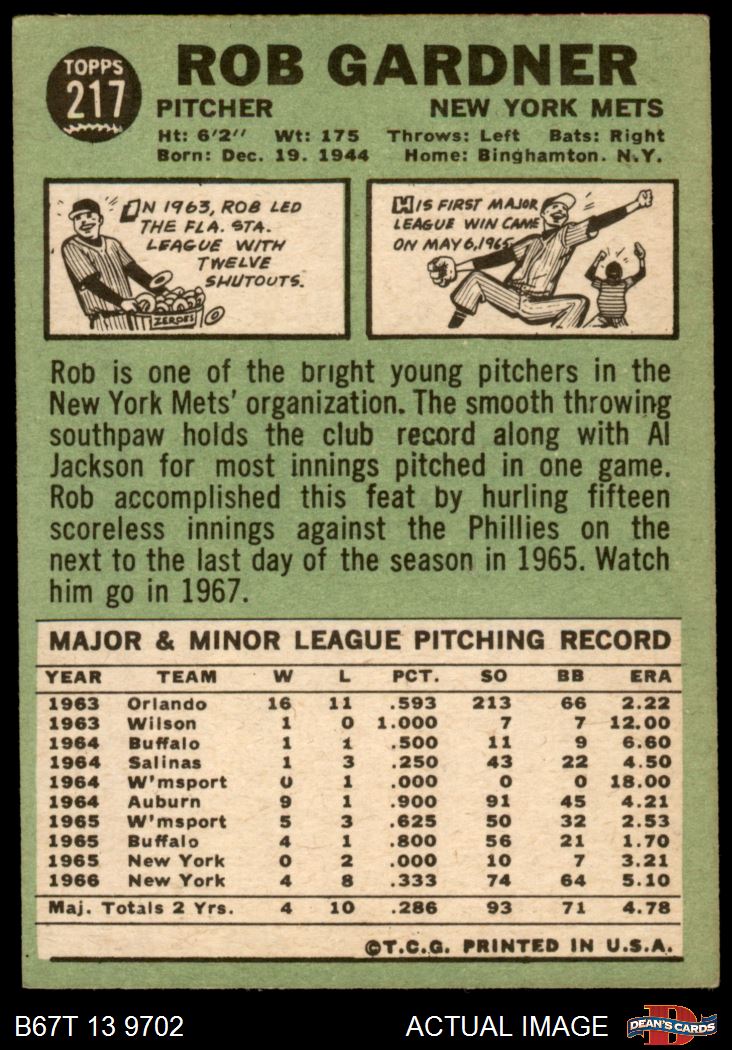 TOPPS
217
ROB GARDNER
PITCHER NEW YORK METS
Ht: 6'2" Wt: 175 Throws: Left Bats: Right
Born: Dec. 19. 1944 Home: Binghamton. N.Y.
IN 1963, ROB LED
THE FLA. STA.
LEAGUE WITH
TWELVE
SHUTOUTS.
ZEROES
HIS FIRST MAJOR
LEAGUE WIN CAME
ON MAY 6, 1965
Rob is one of the bright young pitchers in the
New York Mets' organization. The smooth throwing
southpaw holds the club record along with Al
Jackson for most innings pitched in one game.
Rob accomplished this feat by hurling fifteen
scoreless innings against the Phillies on the
next to the last day of the season in 1965. Watch
him go in 1967.
MAJOR & MINOR LEAGUE PITCHING RECORD
YEAR TEAM W L PCT. SO BB ERA
1963 Orlando 16 11 .593 213 66 2.22
1963 Wilson 1 0 1.000 7 7 12.00
1964 Buffalo 1 1 .500 11 9 6.60
1964 Salinas 1 3 .250 43 22 4.50
1964 W'msport 0 1 .000 0 0 18.00
1964 Auburn 9 1 .900 91 45 4.21
1965 W'msport 5 3 .625 50 32 2.53
1965 Buffalo 4 1 .800 56 21 1.70
1965 New York 0 2 .000 10 7 3.21
1966 New York 4 8 .333 74 64 5.10
Maj. Totals 2 Yrs. 4 10 .286 93 71 4.78
©T.C.G. PRINTED IN U.S.A.
B67T 13 9702 ACTUAL IMAGE D DEAN'S CARDS